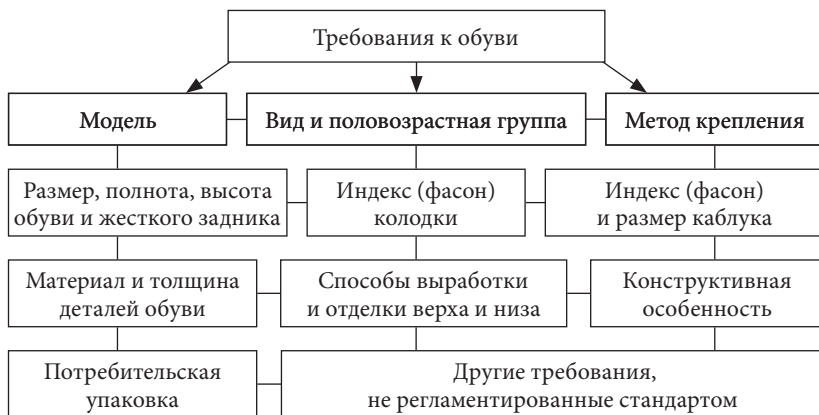 Требования к обуви
Модель
Вид и половозрастная группа
Метод крепления
Размер, полнота, высота
обуви и жесткого задника
Индекс (фасон)
колодки
Индекс (фасон)
и размер каблука
Материал и толщина
деталей обуви
Способы выработки
и отделки верха и низа
Конструктивная
особенность
Потребительская
упаковка
Другие требования,
не регламентированные стандартом